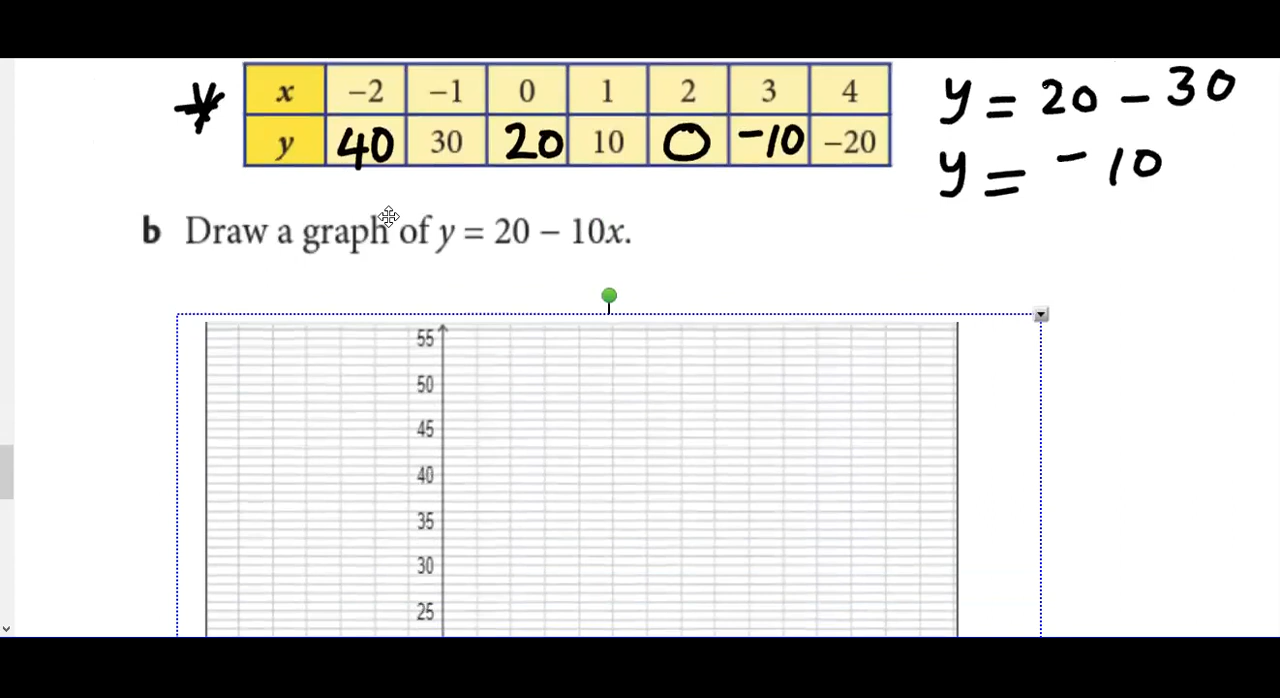 x −2 −1 0 1 2 3 4
y 40 30 20 10 0 -10 −20
y = 20 - 30
y = -10
b Draw a graph of y = 20 − 10x.
55
50
45
40
35
30
25